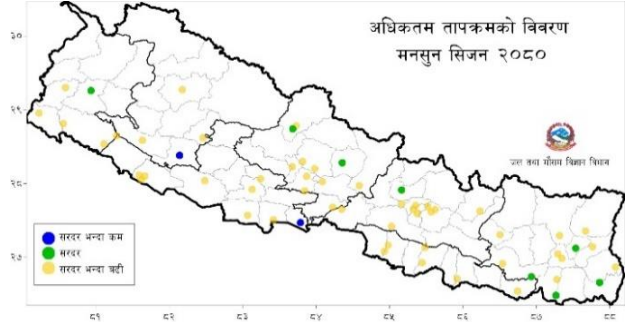 अधिकतम तापक्रमको विवरण
मनसुन सिजन २०८०
जल तथा मौसम विज्ञान विभाग
सरदर भन्दा कम
सरदर
सरदर भन्दा बढी
३०
२९
२८
२७
८१
८२
८३
८४
८५
८६
८७
८८